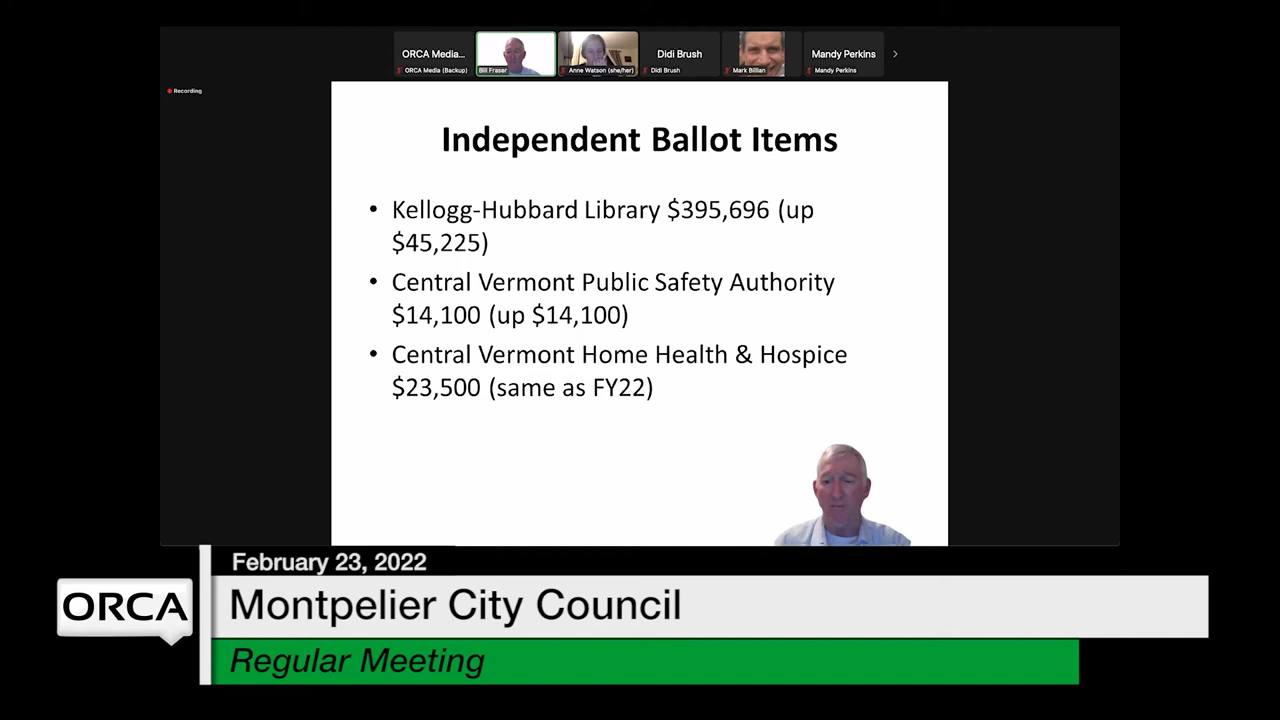 ORCA Media...
Didi Brush
Mandy Perkins
ORCA Media (Backup)
Bill Fraser
Anne Watson (she/her)
Didi Brush
Mark Billian
Mandy Perkins
Recording
Independent Ballot Items
• Kellogg-Hubbard Library $395,696 (up
$45,225)
• Central Vermont Public Safety Authority
$14,100 (up $14,100)
• Central Vermont Home Health & Hospice
$23,500 (same as FY22)
February 23, 2022
ORCA
Montpelier City Council
Regular Meeting